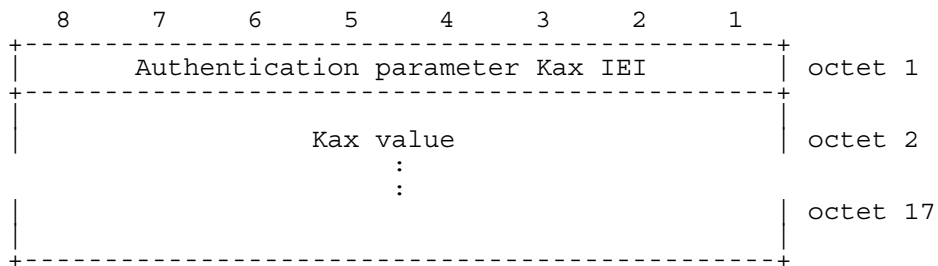 8 7 6 5 4 3 2 1
Authentication parameter Kax IEI octet 1
Kax value octet 2
:
:
octet 17